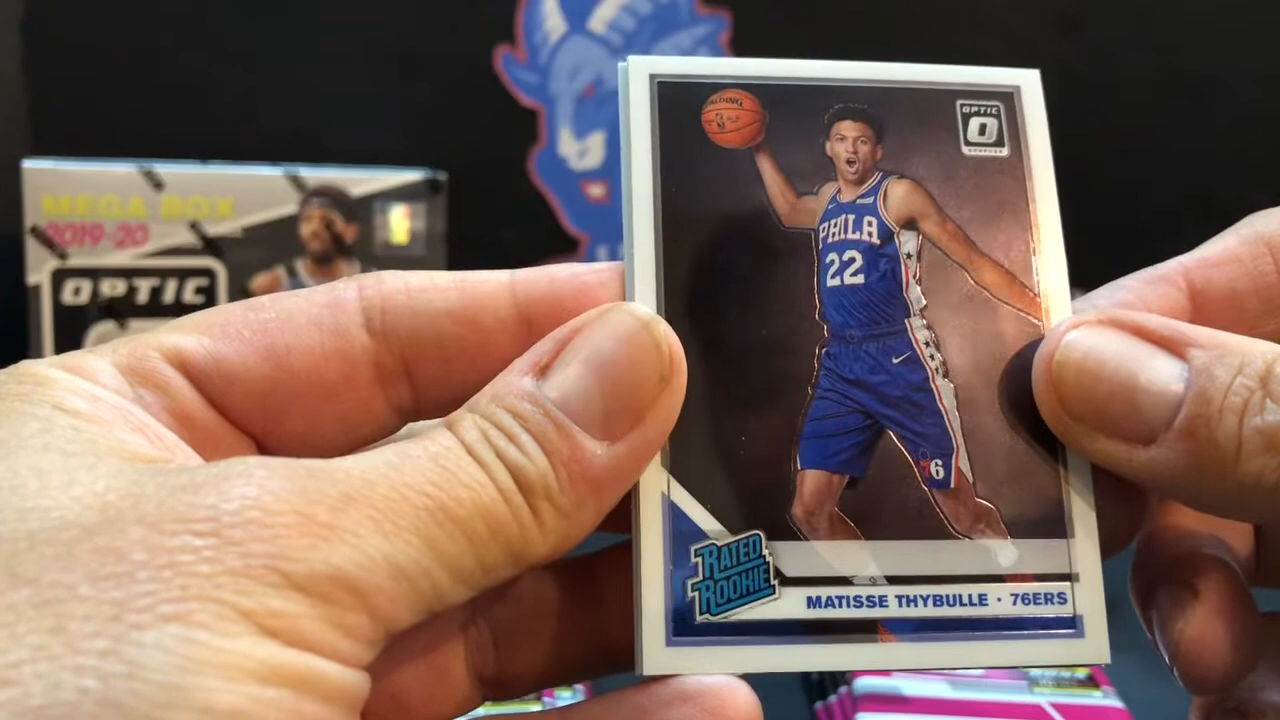 MEGA BOX
2019-20
OPTIC
SPALDING
OPTIC
PHILA
22
76
RATED
ROOKIE
MATISSE THYBULLE · 76ERS